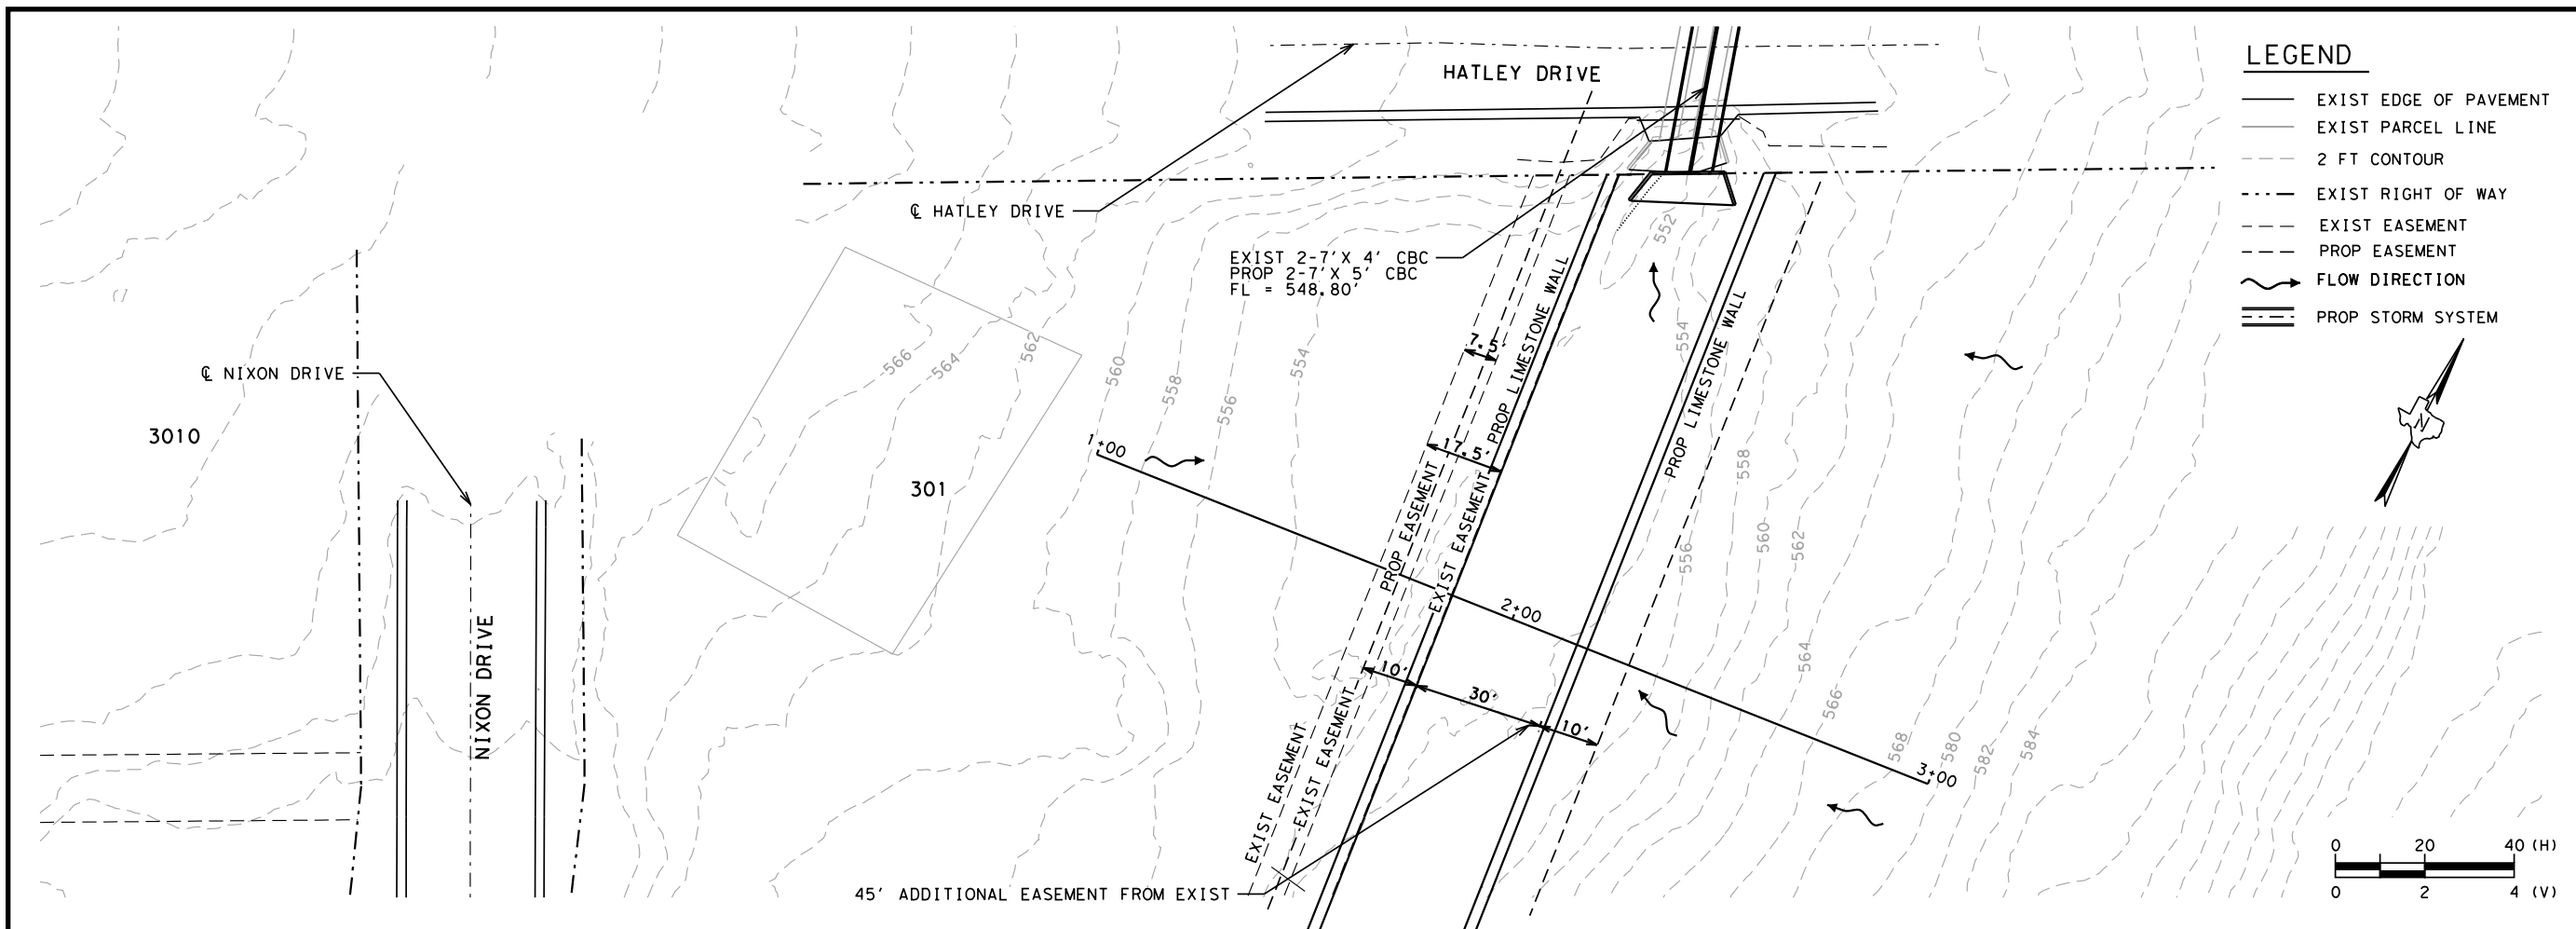 HATLEY DRIVE
℄ HATLEY DRIVE
EXIST 2-7'X 4' CBC
PROP 2-7'X 5' CBC
FL = 548.80'
LEGEND
EXIST EDGE OF PAVEMENT
EXIST PARCEL LINE
2 FT CONTOUR
EXIST RIGHT OF WAY
EXIST EASEMENT
PROP EASEMENT
FLOW DIRECTION
PROP STORM SYSTEM
N
℄ NIXON DRIVE
3010
301
NIXON DRIVE
566
564
562
560
558
556
554
552
554
556
558
560
562
564
566
568
580
582
584
7.5'
17.5'
PROP LIMESTONE WALL
PROP LIMESTONE WALL
PROP EASEMENT
EXIST EASEMENT
1+00
2+00
3+00
10'
30'
10'
EXIST EASEMENT
EXIST EASEMENT
45' ADDITIONAL EASEMENT FROM EXIST
0 20 40 (H)
0 2 4 (V)